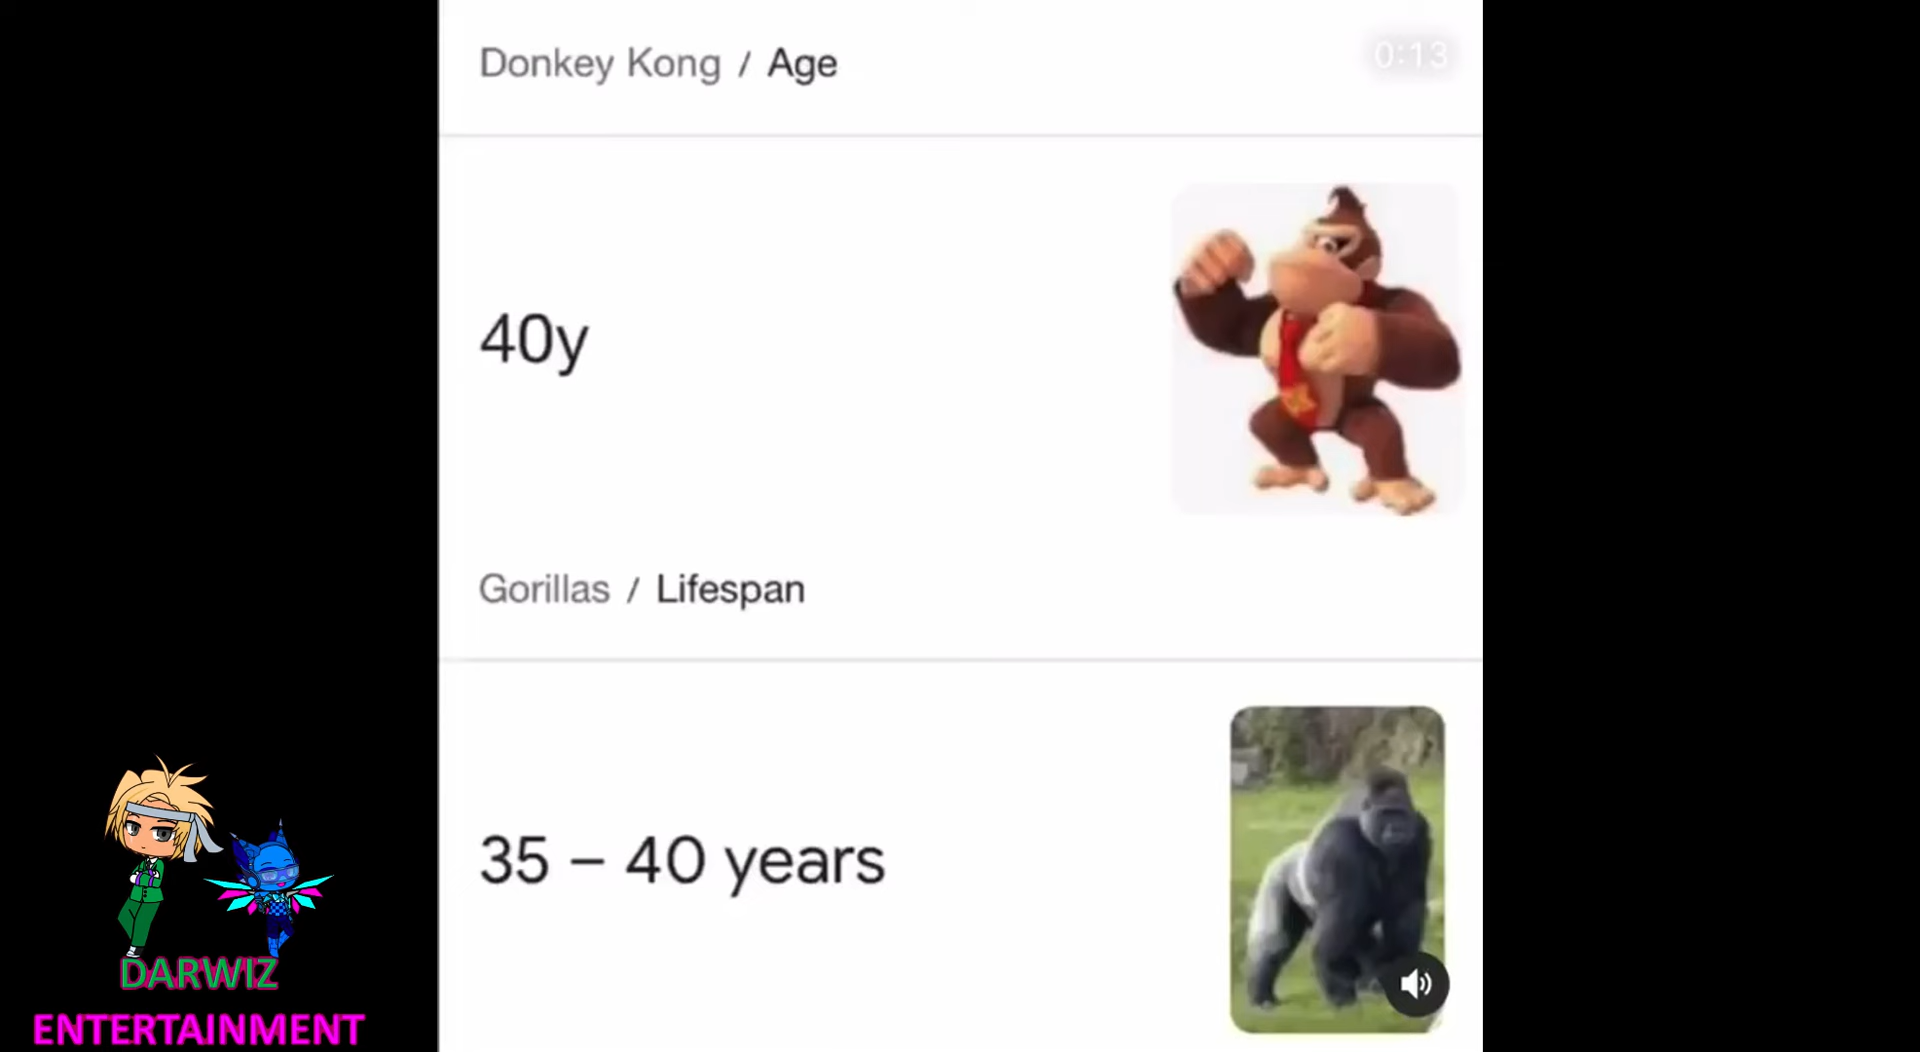 Donkey Kong / Age
0:13
40y
Gorillas / Lifespan
35 – 40 years
DARWIZ
ENTERTAINMENT